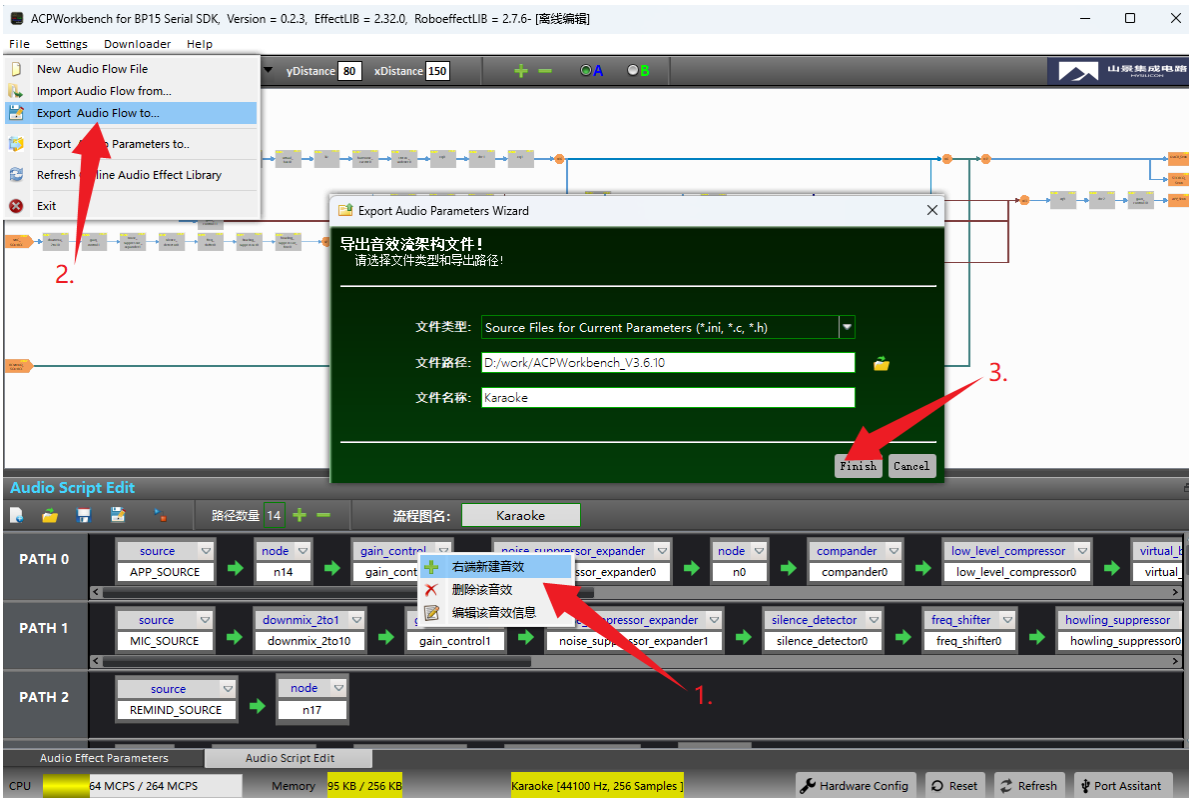 ACPWorkbench for BP15 Serial SDK, Version = 0.2.3, EffectLIB = 2.32.0, RoboeffectLIB = 2.7.6- [离线编辑]
File Settings Downloader Help
New Audio Flow File
yDistance 80 xDistance 150
A B
山景集成电路
Import Audio Flow from...
Export Audio Flow to...
Export Parameters to..
Refresh Audio Effect Library
Exit
2.
Export Audio Parameters Wizard
导出音效流架构文件！
请选择文件类型和导出路径！
文件类型: Source Files for Current Parameters (*.ini, *.c, *.h)
文件路径: D:/work/ACPWorkbench_V3.6.10
文件名称: Karaoke
3.
Finish Cancel
Audio Script Edit
路径数量 14
流程图名: Karaoke
PATH 0
source node gain_control noise_suppressor_expander node compander low_level_compressor virtual_b
APP_SOURCE n14 gain_cont ssor_expander0 n0 compander0 low_level_compressor0 virtual_
右端新建音效
删除该音效
编辑该音效信息
PATH 1
source downmix_2to1 pressor_expander silence_detector freq_shifter howling_suppressor
MIC_SOURCE downmix_2to10 gain_control1 noise_suppressor_expander1 silence_detector0 freq_shifter0 howling_suppressor0
1.
PATH 2
source node
REMIND_SOURCE n17
Audio Effect Parameters Audio Script Edit
CPU 64 MCPS / 264 MCPS Memory 95 KB / 256 KB Karaoke [44100 Hz, 256 Samples ] Hardware Config Reset Refresh Port Assitant